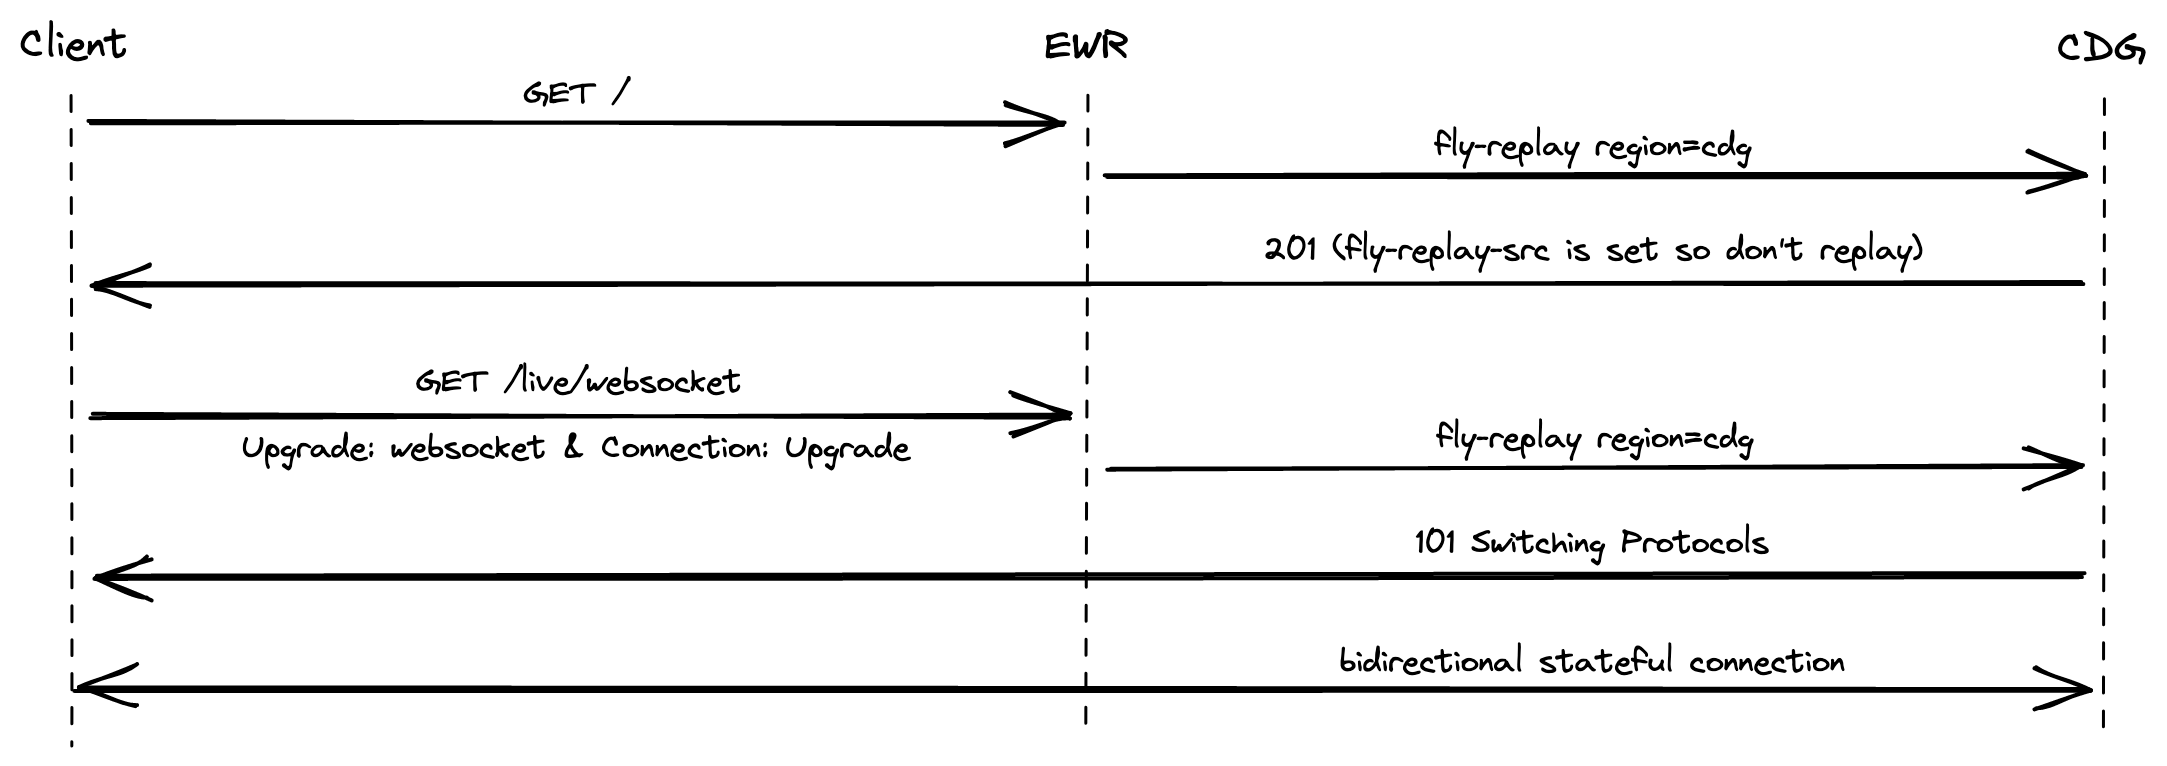 Client
EWR
CDG
GET /
fly-replay region=cdg
201 (fly-replay-src is set so don't replay)
GET /live/websocket
Upgrade: websocket & Connection: Upgrade
fly-replay region=cdg
101 Switching Protocols
bidirectional stateful connection